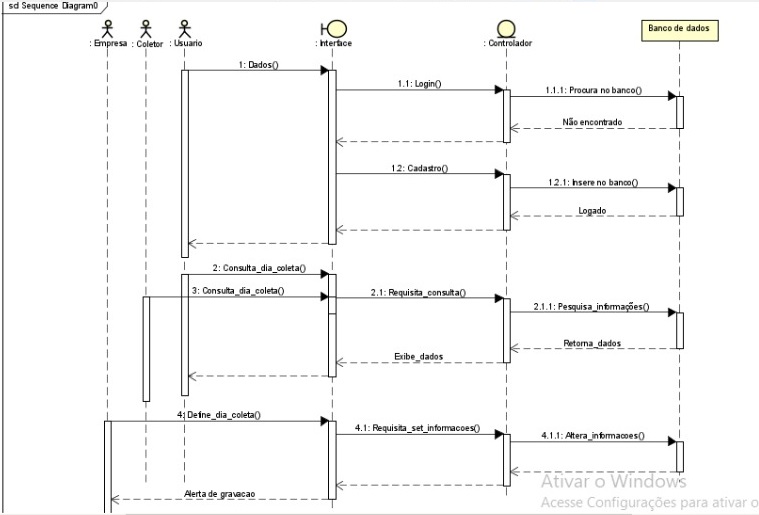 sd Sequence Diagram0
: Empresa
: Coletor
: Usuario
: Interface
: Controlador
Banco de dados
1: Dados()
1.1: Login()
1.1.1: Procura no banco()
Não encontrado
1.2: Cadastro()
1.2.1: Insere no banco()
Logado
2: Consulta_dia_coleta()
3: Consulta_dia_coleta()
2.1: Requisita_consulta()
2.1.1: Pesquisa_informações()
Retorna_dados
Exibe_dados
4: Define_dia_coleta()
4.1: Requisita_set_informacoes()
4.1.1: Altera_informacoes()
Alerta de gravacao
Ativar o Windows
Acesse Configurações para ativar o